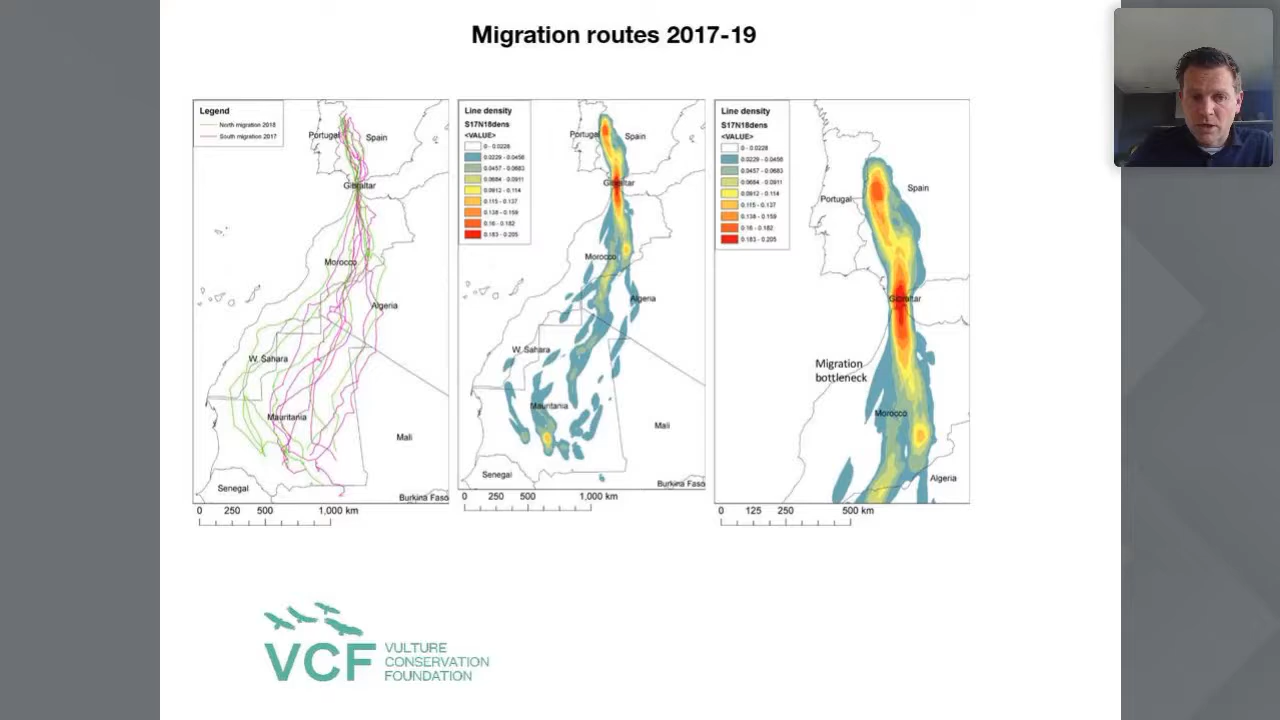 Migration routes 2017-19
Legend
North migration 2018
South migration 2017
Portugal
Spain
Gibraltar
Morocco
Algeria
W. Sahara
Mauritania
Mali
Senegal
Burkina Faso
0 250 500 1,000 km
Line density
S17N18dens
<VALUE>
0 - 0.0228
0.0229 - 0.0456
0.0457 - 0.0683
0.0684 - 0.0911
0.0912 - 0.114
0.115 - 0.137
0.138 - 0.159
0.16 - 0.182
0.183 - 0.205
Portugal
Spain
Gibraltar
Morocco
Algeria
W. Sahara
Mauritania
Mali
Senegal
Burkina Faso
0 250 500 1,000 km
Line density
S17N18dens
<VALUE>
0 - 0.0228
0.0229 - 0.0456
0.0457 - 0.0683
0.0684 - 0.0911
0.0912 - 0.114
0.115 - 0.137
0.138 - 0.159
0.16 - 0.182
0.183 - 0.205
Spain
Portugal
Gibraltar
Migration
bottleneck
Morocco
Algeria
0 125 250 500 km
VCF
VULTURE
CONSERVATION
FOUNDATION